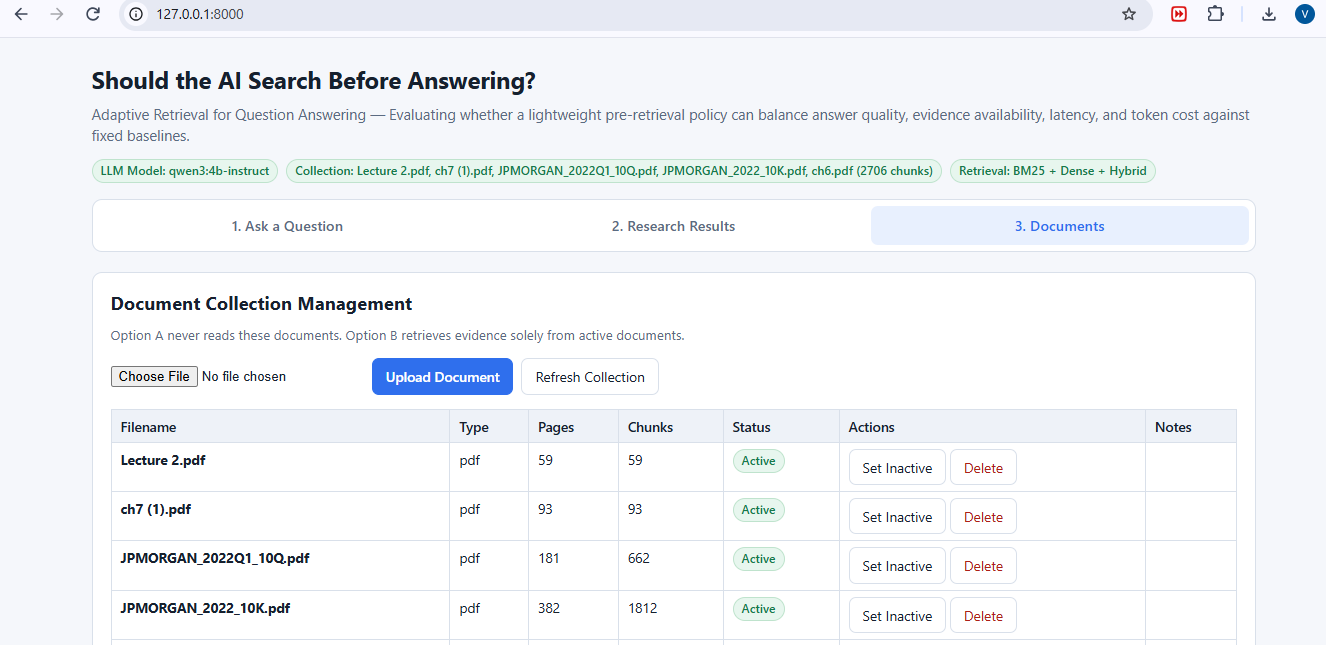 127.0.0.1:8000
V
Should the AI Search Before Answering?
Adaptive Retrieval for Question Answering — Evaluating whether a lightweight pre-retrieval policy can balance answer quality, evidence availability, latency, and token cost against
fixed baselines.
LLM Model: qwen3:4b-instruct Collection: Lecture 2.pdf, ch7 (1).pdf, JPMORGAN_2022Q1_10Q.pdf, JPMORGAN_2022_10K.pdf, ch6.pdf (2706 chunks) Retrieval: BM25 + Dense + Hybrid
1. Ask a Question 2. Research Results 3. Documents
Document Collection Management
Option A never reads these documents. Option B retrieves evidence solely from active documents.
Choose File No file chosen Upload Document Refresh Collection
Filename Type Pages Chunks Status Actions Notes
Lecture 2.pdf pdf 59 59 Active Set Inactive Delete
ch7 (1).pdf pdf 93 93 Active Set Inactive Delete
JPMORGAN_2022Q1_10Q.pdf pdf 181 662 Active Set Inactive Delete
JPMORGAN_2022_10K.pdf pdf 382 1812 Active Set Inactive Delete